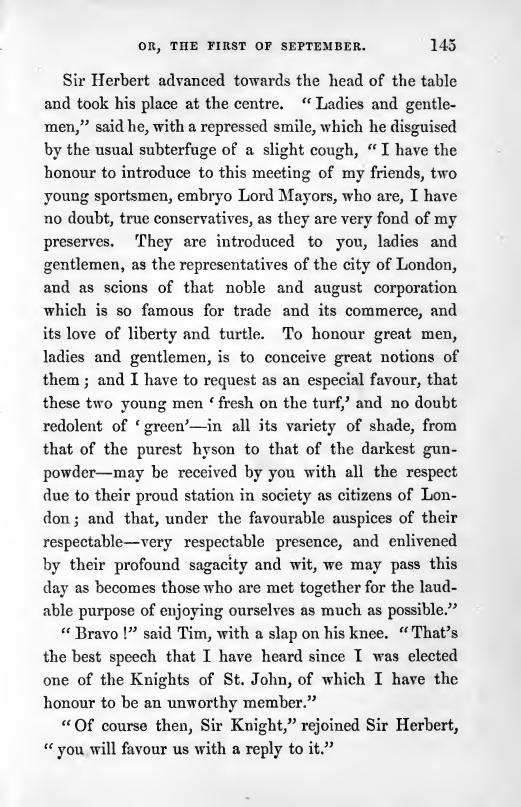 OR, THE FIRST OF SEPTEMBER. 145
Sir Herbert advanced towards the head of the table
and took his place at the centre. “ Ladies and gentle-
men,” said he, with a repressed smile, which he disguised
by the usual subterfuge of a slight cough, “ I have the
honour to introduce to this meeting of my friends, two
young sportsmen, embryo Lord Mayors, who are, I have
no doubt, true conservatives, as they are very fond of my
preserves. They are introduced to you, ladies and
gentlemen, as the representatives of the city of London,
and as scions of that noble and august corporation
which is so famous for trade and its commerce, and
its love of liberty and turtle. To honour great men,
ladies and gentlemen, is to conceive great notions of
them ; and I have to request as an especial favour, that
these two young men ‘ fresh on the turf,’ and no doubt
redolent of ‘ green’—in all its variety of shade, from
that of the purest hyson to that of the darkest gun-
powder—may be received by you with all the respect
due to their proud station in society as citizens of Lon-
don ; and that, under the favourable auspices of their
respectable—very respectable presence, and enlivened
by their profound sagacity and wit, we may pass this
day as becomes those who are met together for the laud-
able purpose of enjoying ourselves as much as possible.”
“ Bravo !” said Tim, with a slap on his knee. “ That’s
the best speech that I have heard since I was elected
one of the Knights of St. John, of which I have the
honour to be an unworthy member.”
“ Of course then, Sir Knight,” rejoined Sir Herbert,
“ you will favour us with a reply to it.”